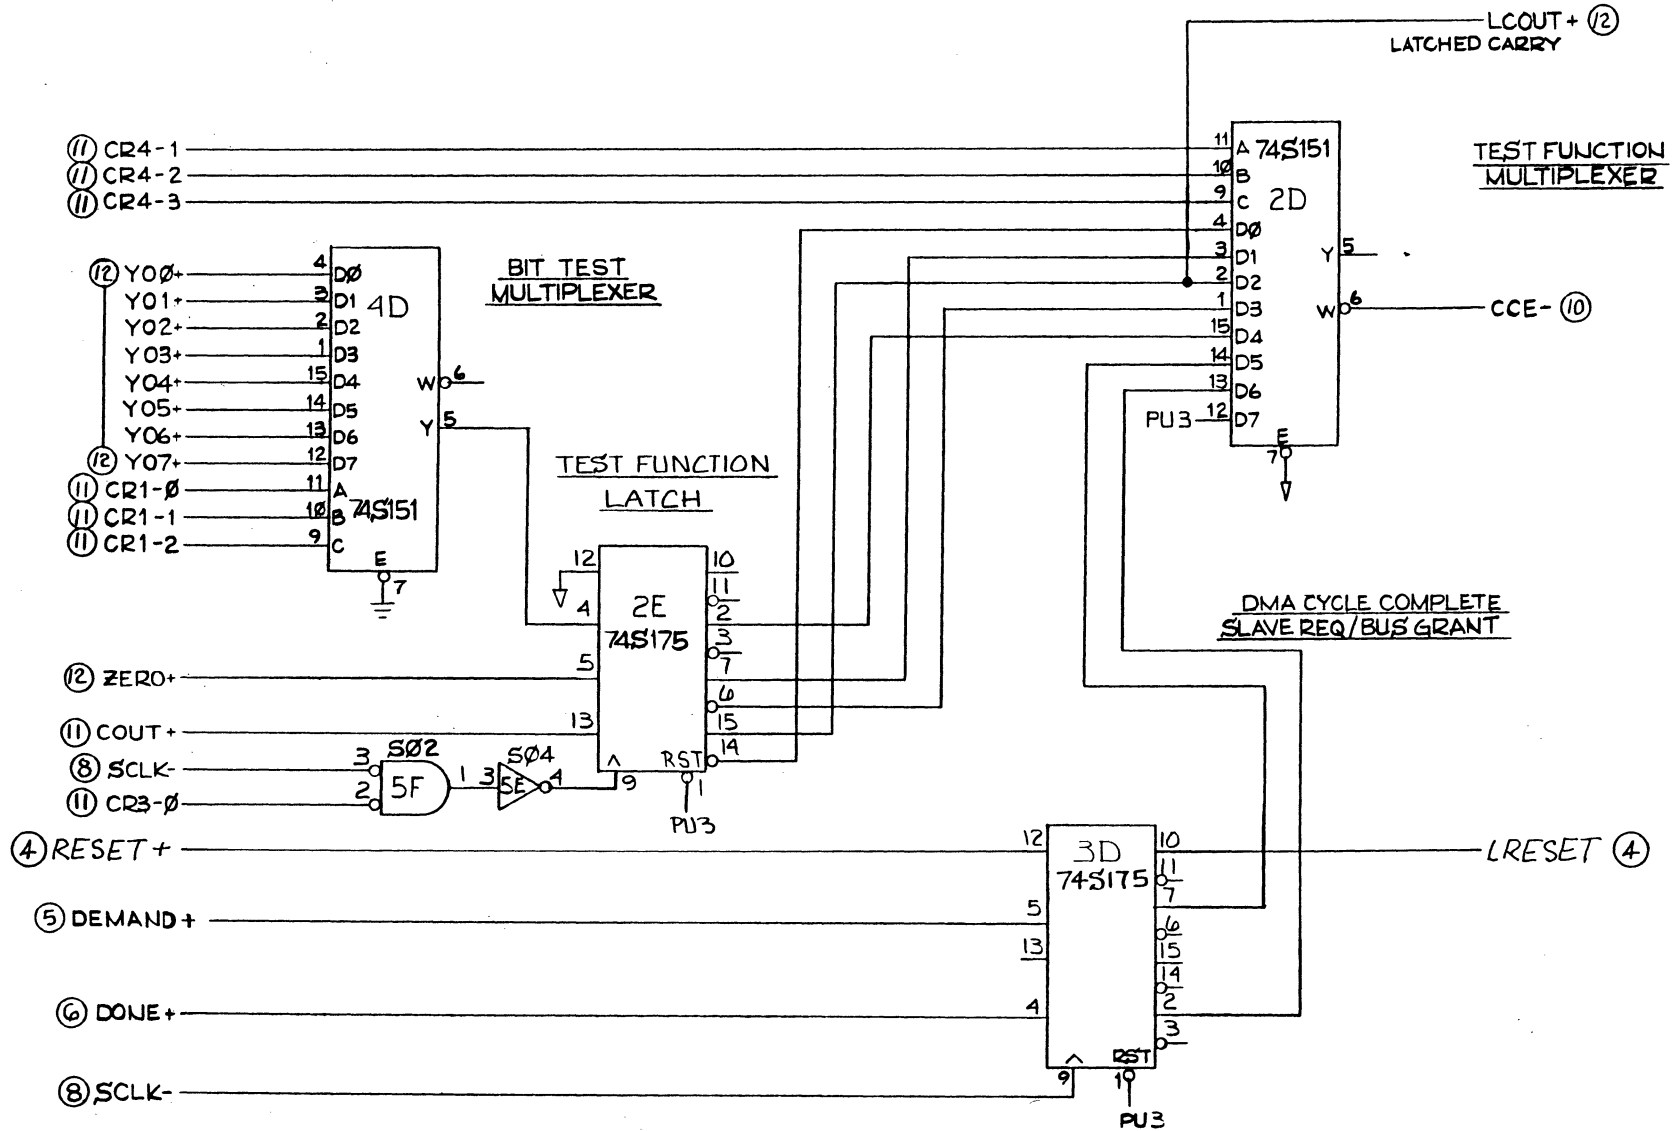 LCOUT+ 12
LATCHED CARRY
11 CR4-1
11 CR4-2
11 CR4-3
11 A 74S151
10 B
9 C 2D
4 DØ
3 D1
2 D2
1 D3
15 D4
14 D5
13 D6
PU3 12 D7
Y 5
W 6
CCE- 10
E
7
TEST FUNCTION
MULTIPLEXER
12 YOØ+ 4 DØ
YO1+ 3 D1 4D
YO2+ 2 D2
YO3+ 1 D3
YO4+ 15 D4
YO5+ 14 D5
YO6+ 13 D6
12 YO7+ 12 D7
11 CR1-Ø 11 A
11 CR1-1 10 B 74S151
11 CR1-2 9 C
W 6
Y 5
E
7
BIT TEST
MULTIPLEXER
TEST FUNCTION
LATCH
12 10
11
4 2E 2
74S175 3
12 ZERO+ 5 7
6
11 COUT+ 13 15
RST 14
9 1
PU3
8 SCLK- 3 SØ2
5F 1
11 CR3-Ø 2
SØ4
3 5E 4
DMA CYCLE COMPLETE
SLAVE REQ/BUS GRANT
4 RESET+ 12 3D 10 LRESET 4
74S175 11
5 DEMAND+ 5 7
6
13 15
14
6 DONE+ 4 2
3
RST
8 SCLK- 9 1
PU3